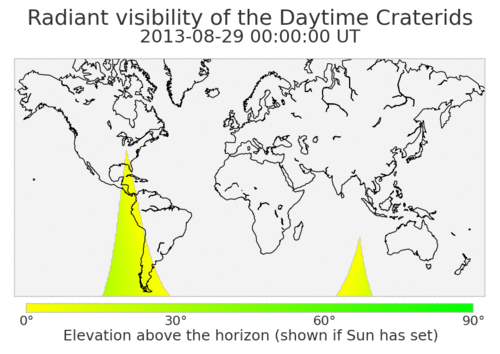 Radiant visibility of the Daytime Craterids
2013-08-29 00:00:00 UT
0° 30° 60° 90°
Elevation above the horizon (shown if Sun has set)